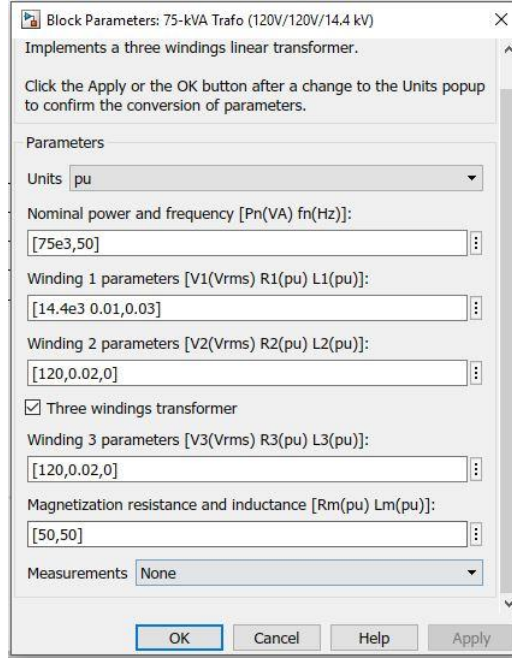 Block Parameters: 75-kVA Trafo (120V/120V/14.4 kV)
Implements a three windings linear transformer.
Click the Apply or the OK button after a change to the Units popup
to confirm the conversion of parameters.
Parameters
Units pu
Nominal power and frequency [Pn(VA) fn(Hz)]:
[75e3,50]
Winding 1 parameters [V1(Vrms) R1(pu) L1(pu)]:
[14.4e3 0.01,0.03]
Winding 2 parameters [V2(Vrms) R2(pu) L2(pu)]:
[120,0.02,0]
Three windings transformer
Winding 3 parameters [V3(Vrms) R3(pu) L3(pu)]:
[120,0.02,0]
Magnetization resistance and inductance [Rm(pu) Lm(pu)]:
[50,50]
Measurements None
OK Cancel Help Apply